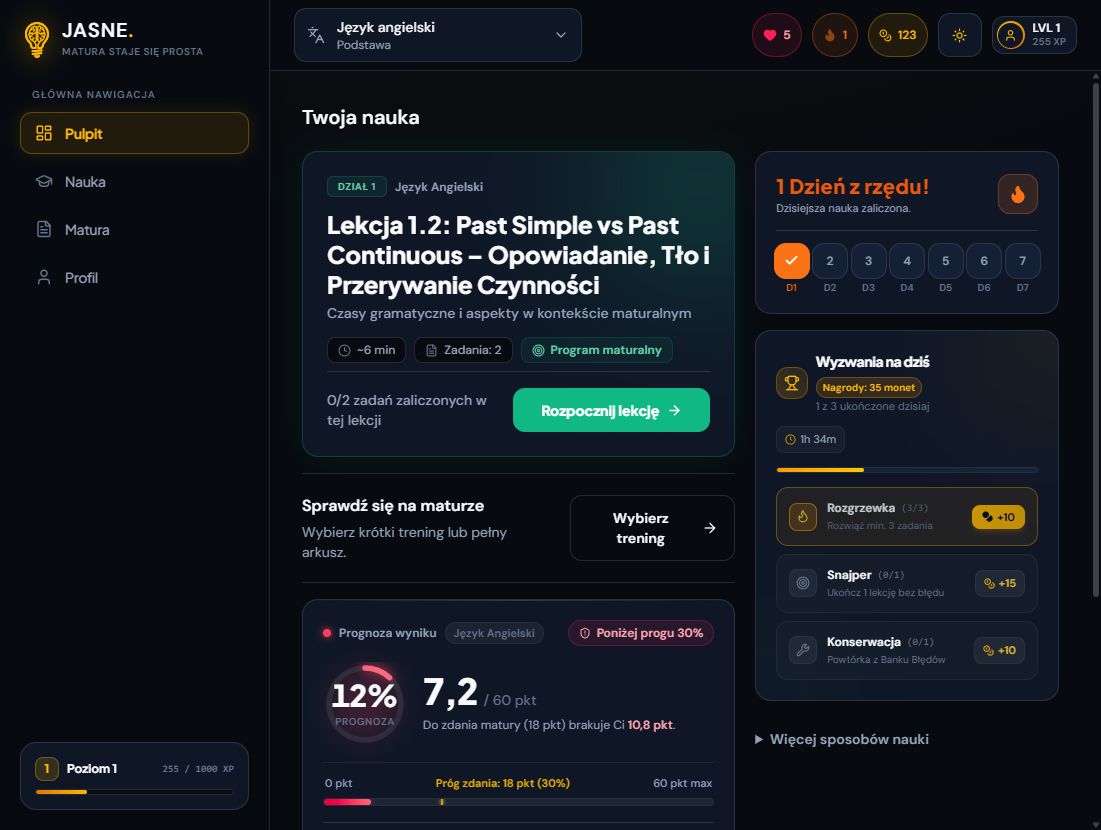 JASNE.
MATURA STAJE SIĘ PROSTA
GŁÓWNA NAWIGACJA
Pulpit
Nauka
Matura
Profil
1
Poziom 1
255 / 1000 XP
Język angielski
Podstawa
5
1
123
LVL 1
255 XP
Twoja nauka
DZIAŁ 1
Język Angielski
Lekcja 1.2: Past Simple vs Past
Continuous – Opowiadanie, Tło i
Przerywanie Czynności
Czasy gramatyczne i aspekty w kontekście maturalnym
~6 min
Zadania: 2
Program maturalny
0/2 zadań zaliczonych w
tej lekcji
Rozpocznij lekcję →
Sprawdź się na maturze
Wybierz krótki trening lub pełny
arkusz.
Wybierz
trening
Prognoza wyniku
Język Angielski
Poniżej progu 30%
12%
PROGNOZA
7,2 / 60 pkt
Do zdania matury (18 pkt) brakuje Ci 10,8 pkt.
0 pkt
Próg zdania: 18 pkt (30%)
60 pkt max
1 Dzień z rzędu!
Dzisiejsza nauka zaliczona.
2 3 4 5 6 7
D1 D2 D3 D4 D5 D6 D7
Wyzwania na dziś
Nagrody: 35 monet
1 z 3 ukończone dzisiaj
1h 34m
Rozgrzewka (3/3)
Rozwiąż min. 3 zadania
+10
Snajper (0/1)
Ukończ 1 lekcję bez błędu
+15
Konserwacja (0/1)
Powtórka z Banku Błędów
+10
Więcej sposobów nauki